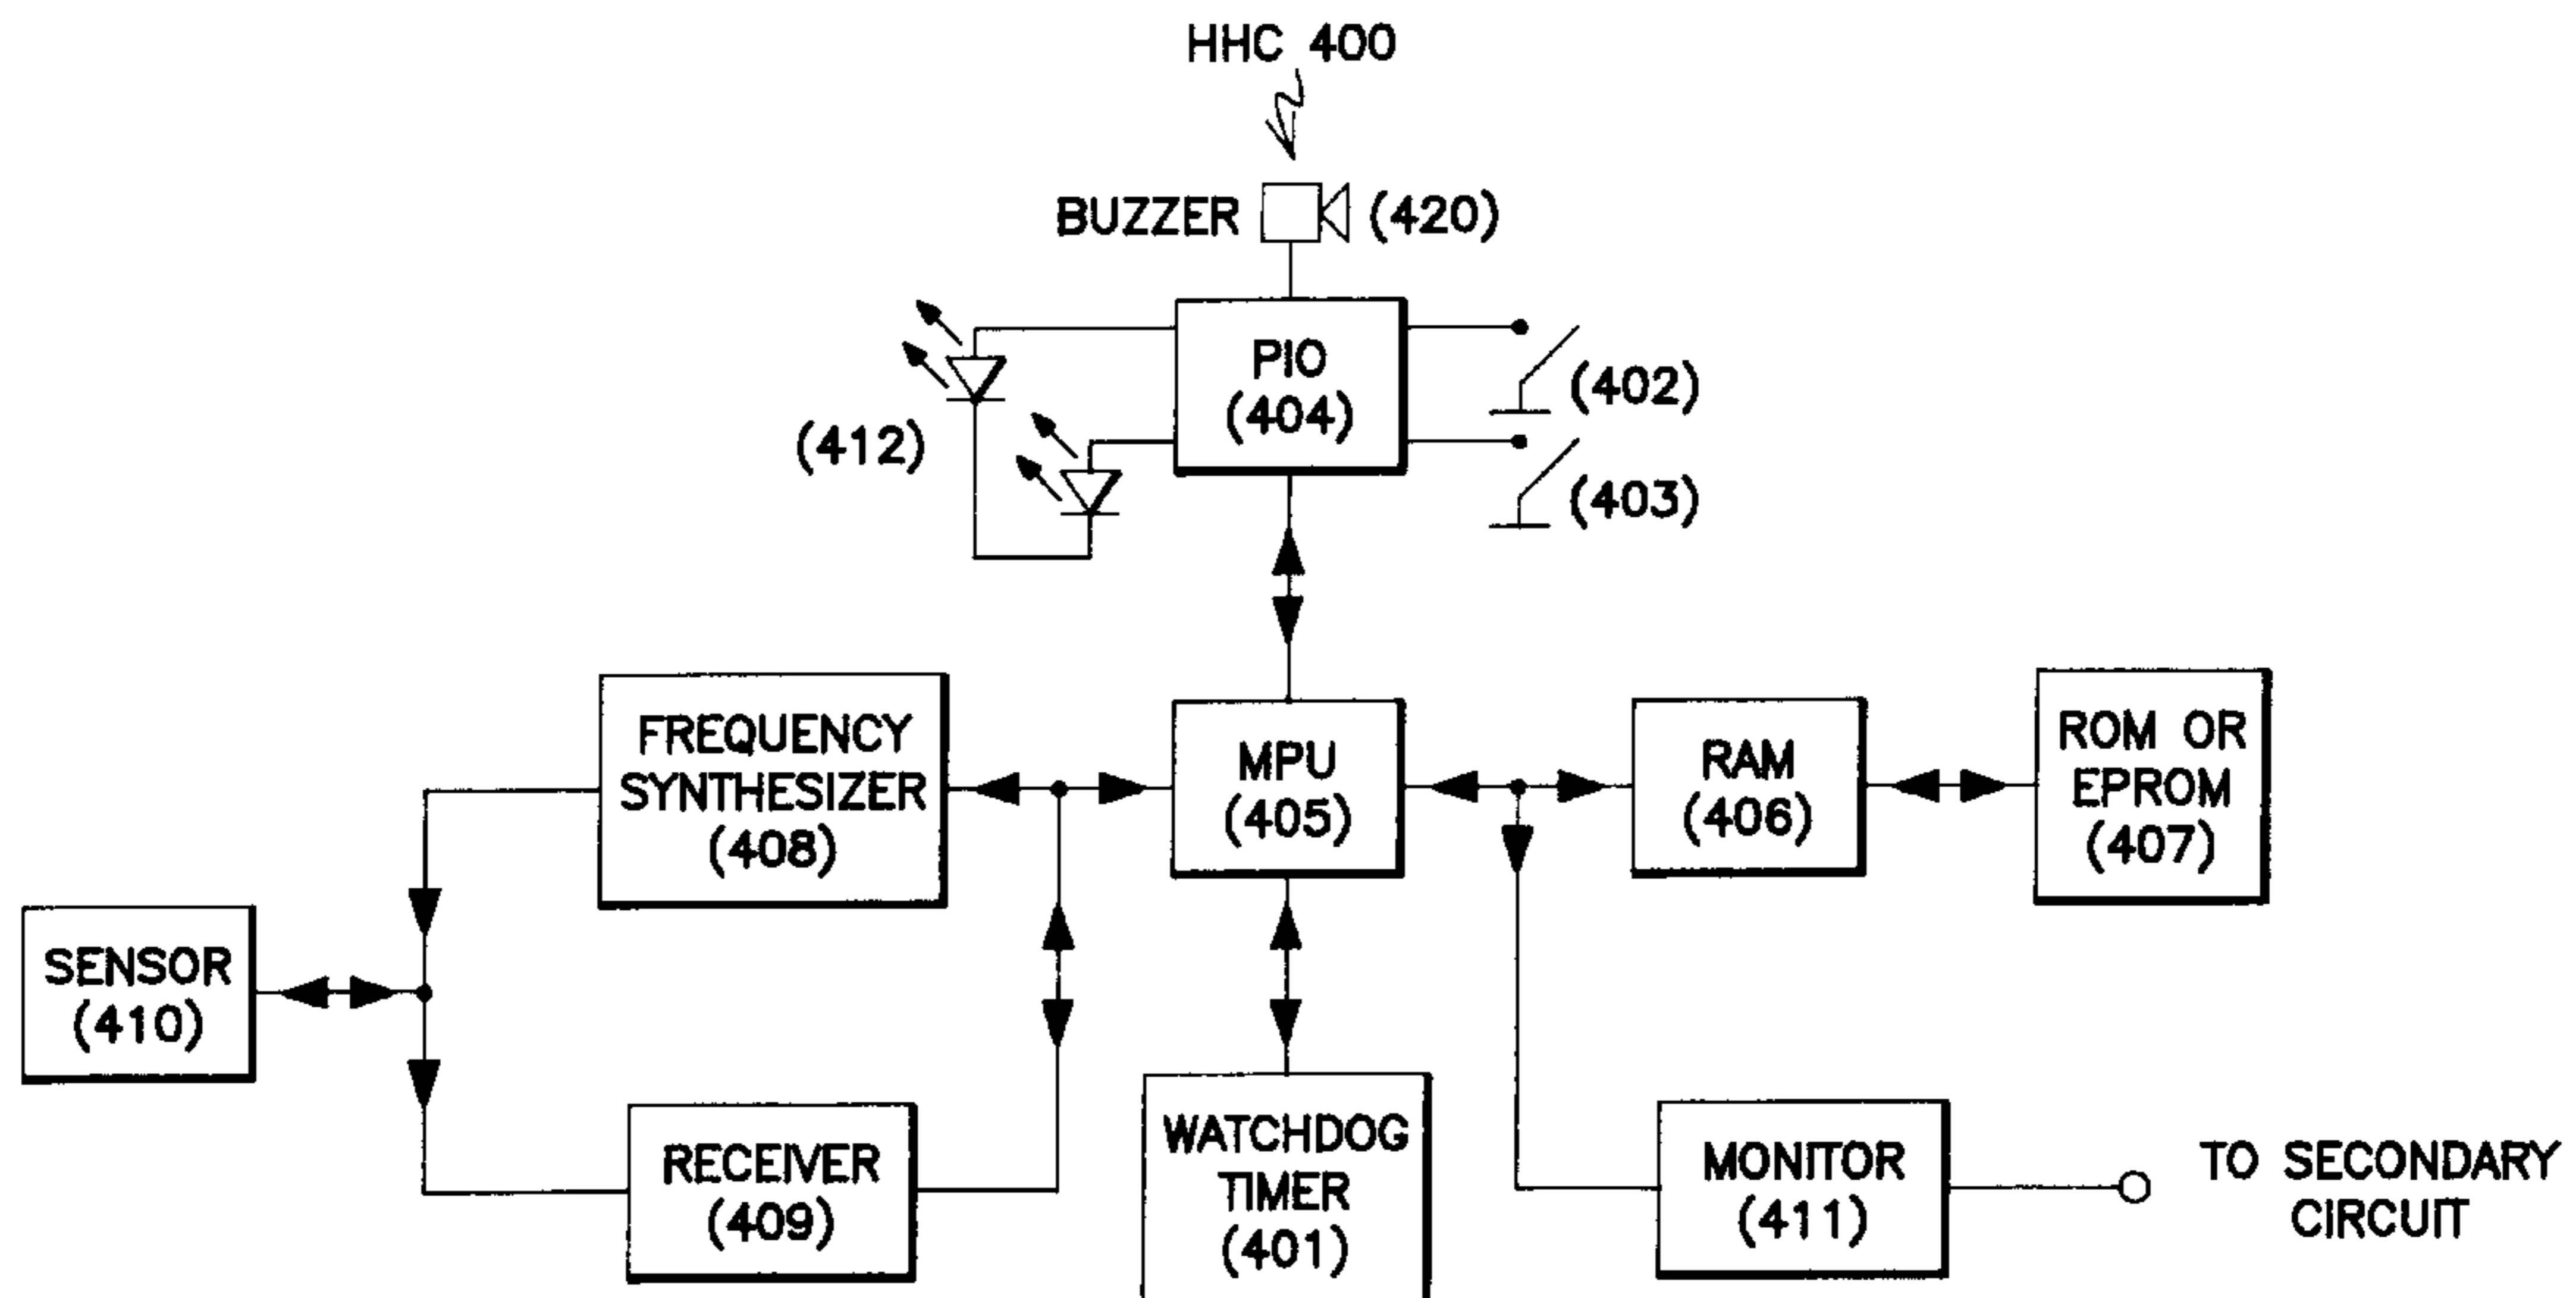 HHC 400
BUZZER (420)
PIO
(404)
(402)
(412)
(403)
FREQUENCY
SYNTHESIZER
(408)
MPU
(405)
RAM
(406)
ROM OR
EPROM
(407)
SENSOR
(410)
RECEIVER
(409)
WATCHDOG
TIMER
(401)
MONITOR
(411)
TO SECONDARY
CIRCUIT